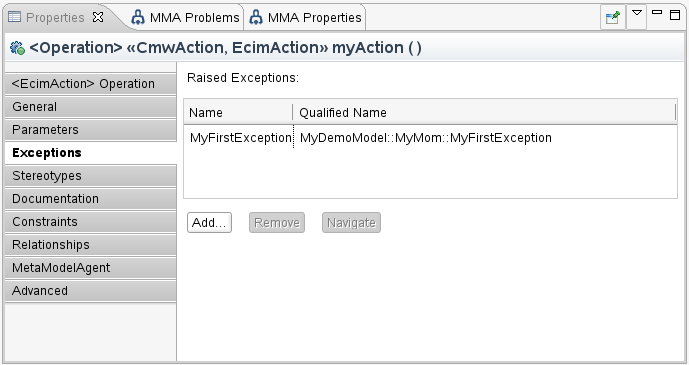 Properties MMA Problems MMA Properties
<Operation> «CmwAction, EcimAction» myAction ( )
<EcimAction> Operation
General
Parameters
Exceptions
Stereotypes
Documentation
Constraints
Relationships
MetaModelAgent
Advanced
Raised Exceptions:
Name Qualified Name
MyFirstException MyDemoModel::MyMom::MyFirstException
Add... Remove Navigate